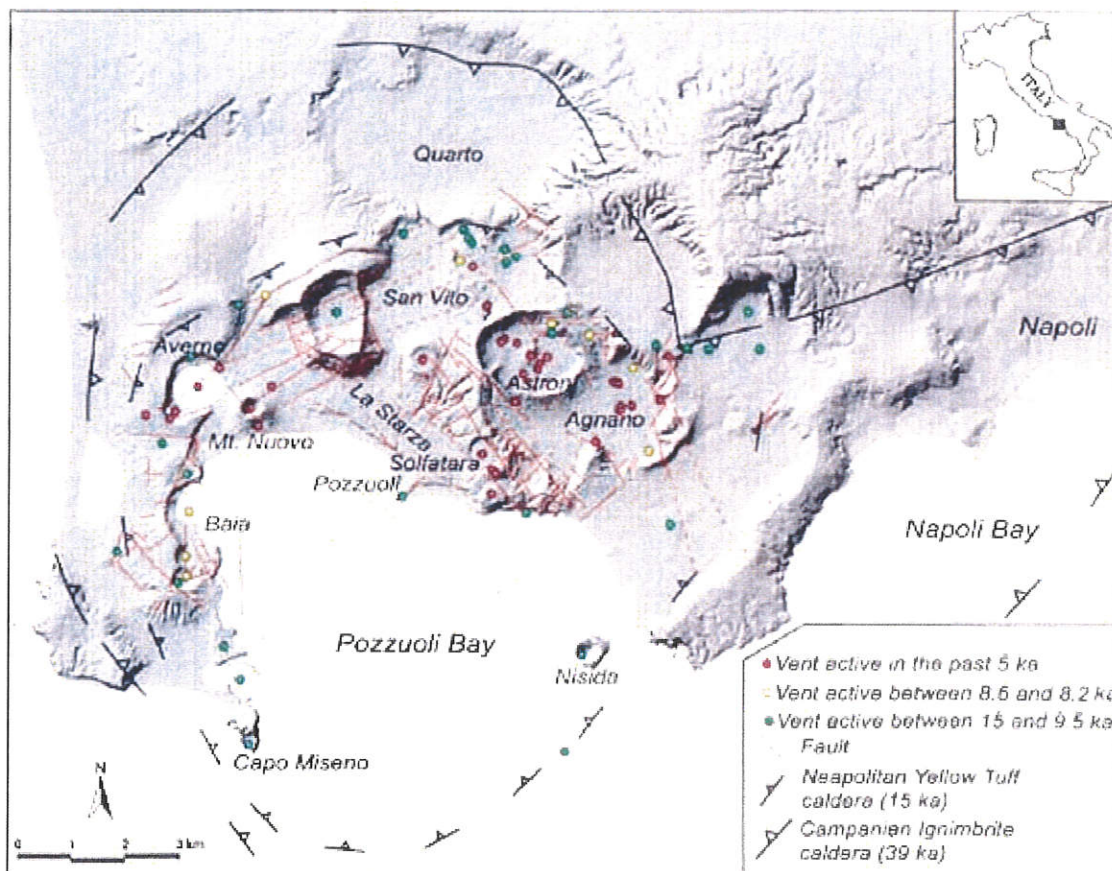 ITALY
Quarto
San Vito
Napoli
Averno
Astroni
Agnano
La Starza
Mt. Nuovo
Solfatara
Pozzuoli
Baia
Napoli Bay
Pozzuoli Bay
Nisida
Capo Miseno
N
0 1 2 3 km
Vent active in the past 5 ka
Vent active between 8.6 and 8.2 ka
Vent active between 15 and 9.5 ka
Fault
Neapolitan Yellow Tuff
caldera (15 ka)
Campanian Ignimbrite
caldera (39 ka)